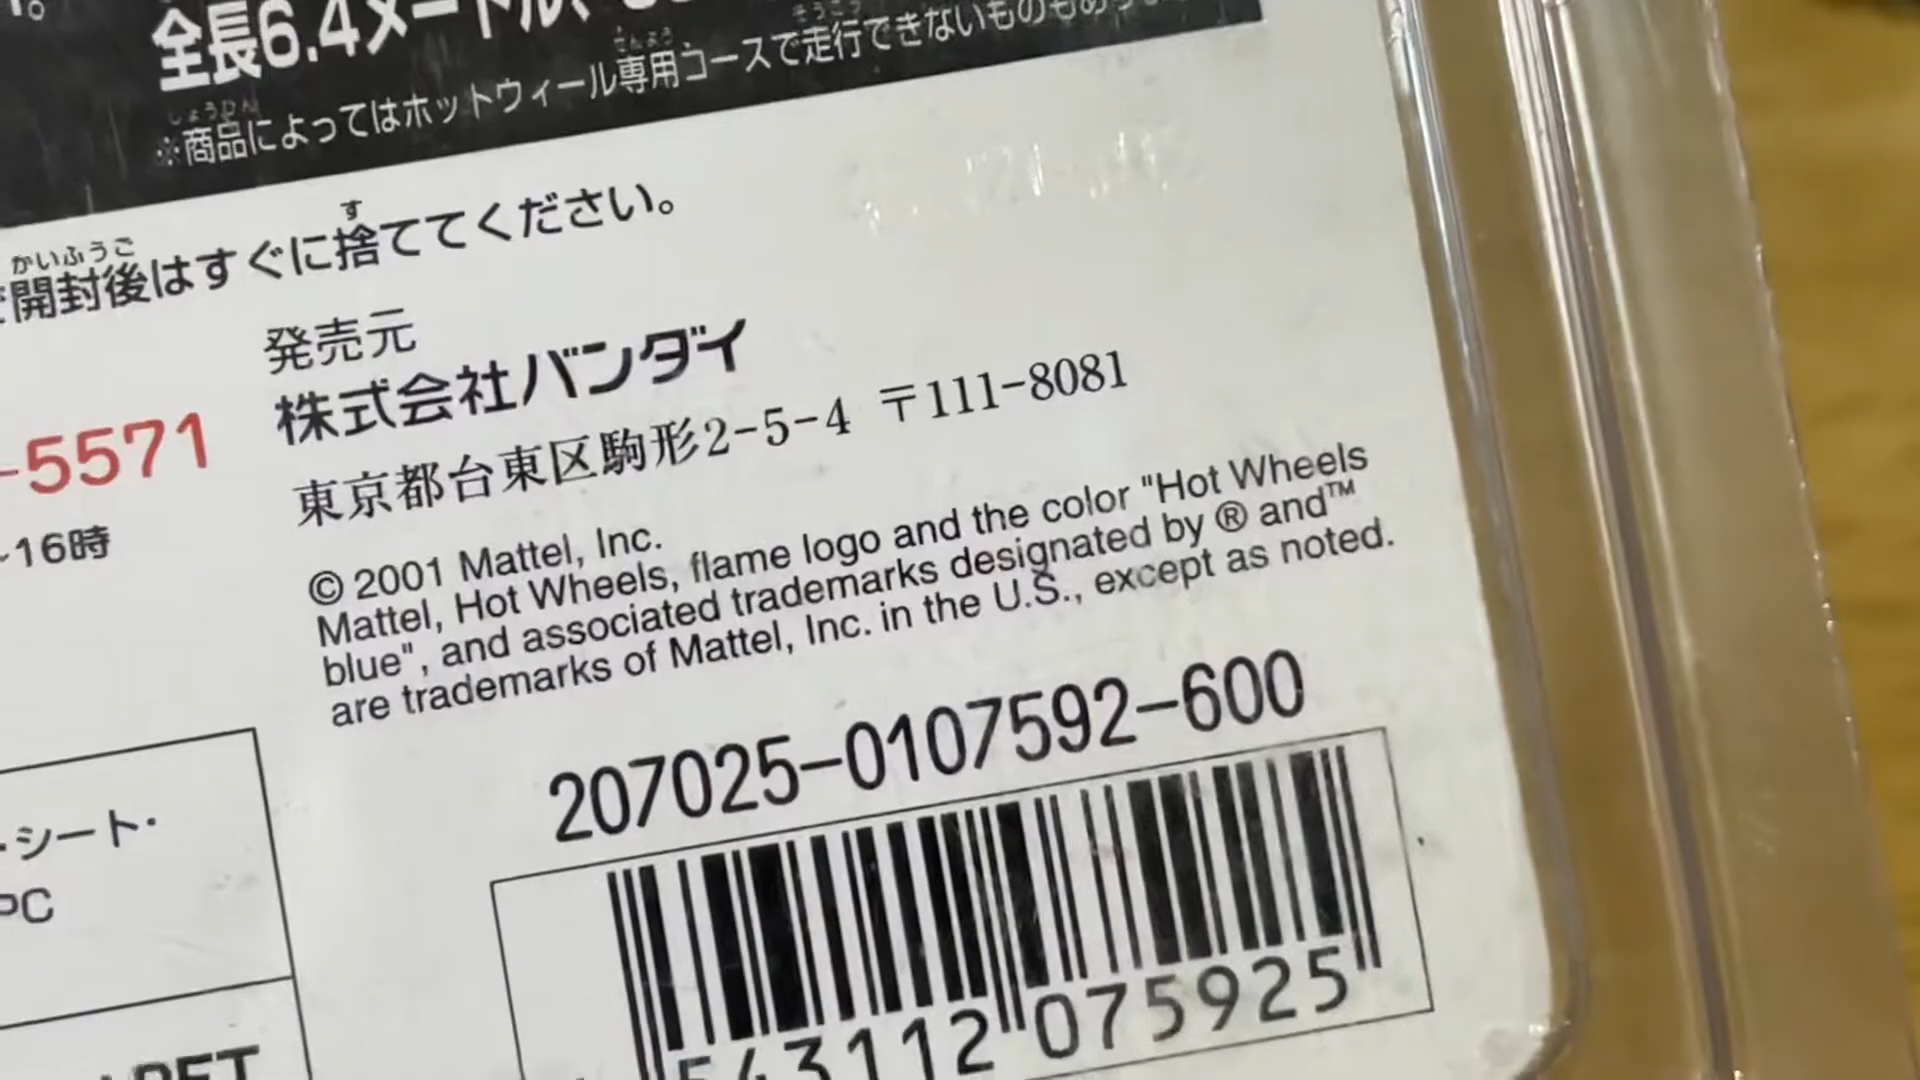 全長6.4メートル、
※商品によってはホットウィール専用コースで走行できないものも
開封後はすぐに捨ててください。
発売元
株式会社バンダイ
東京都台東区駒形2-5-4 〒111-8081
-5571
16時
© 2001 Mattel, Inc.
Mattel, Hot Wheels, flame logo and the color "Hot Wheels
blue", and associated trademarks designated by ® and™
are trademarks of Mattel, Inc. in the U.S., except as noted.
207025-0107592-600
シート・
PC
543112 075925
PET